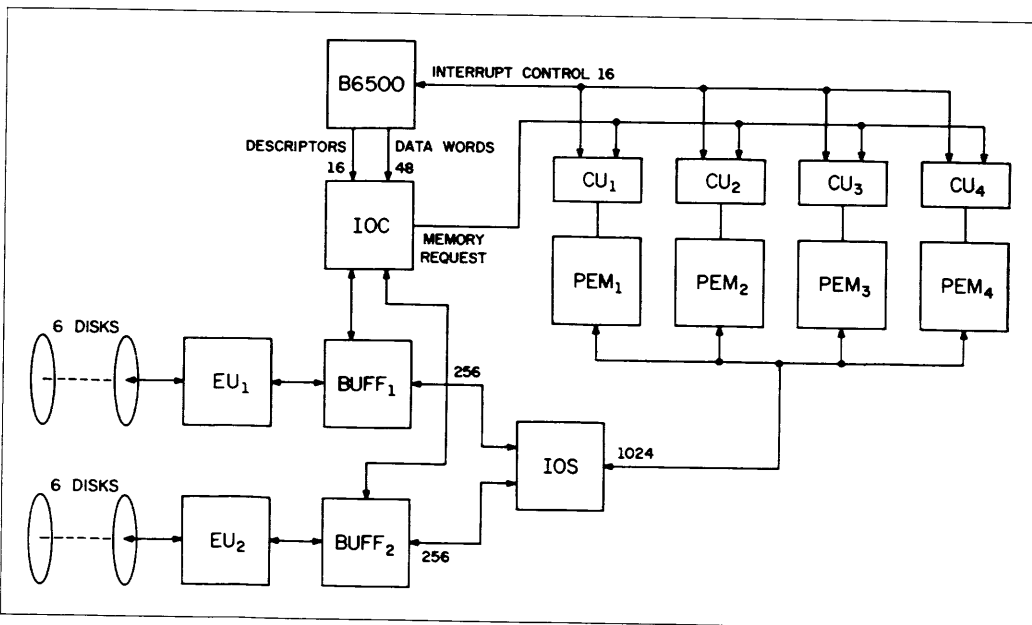 B6500
INTERRUPT CONTROL 16
DESCRIPTORS
16
DATA WORDS
48
IOC
MEMORY
REQUEST
CU₁
CU₂
CU₃
CU₄
PEM₁
PEM₂
PEM₃
PEM₄
6 DISKS
EU₁
BUFF₁
256
IOS
1024
6 DISKS
EU₂
BUFF₂
256